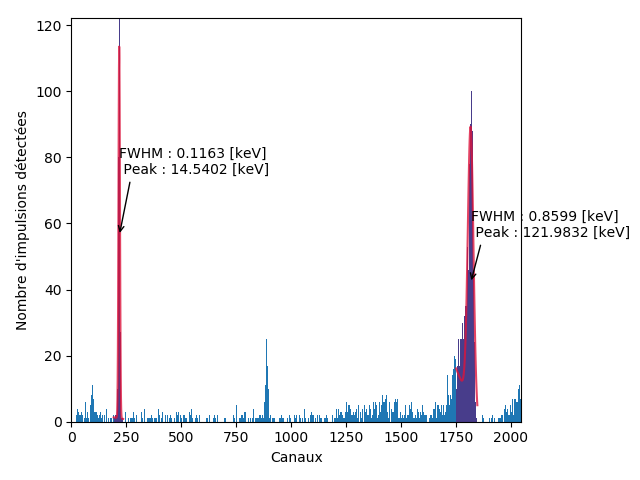 120
100
80
60
40
20
0
Nombre d'impulsions détectées
FWHM : 0.1163 [keV]
Peak : 14.5402 [keV]
FWHM : 0.8599 [keV]
Peak : 121.9832 [keV]
0 250 500 750 1000 1250 1500 1750 2000
Canaux